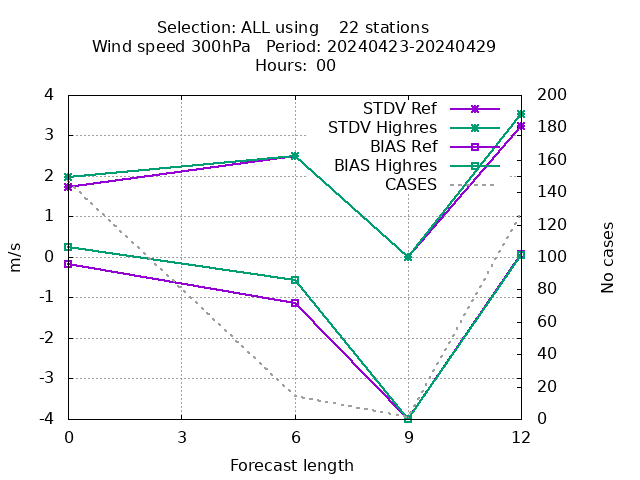 Selection: ALL using    22 stations
Wind speed 300hPa   Period: 20240423-20240429
Hours:  00
STDV Ref
STDV Highres
BIAS Ref
BIAS Highres
CASES
m/s
4
3
2
1
0
-1
-2
-3
-4
200
180
160
140
120
100
80
60
40
20
0
No cases
0 3 6 9 12
Forecast length